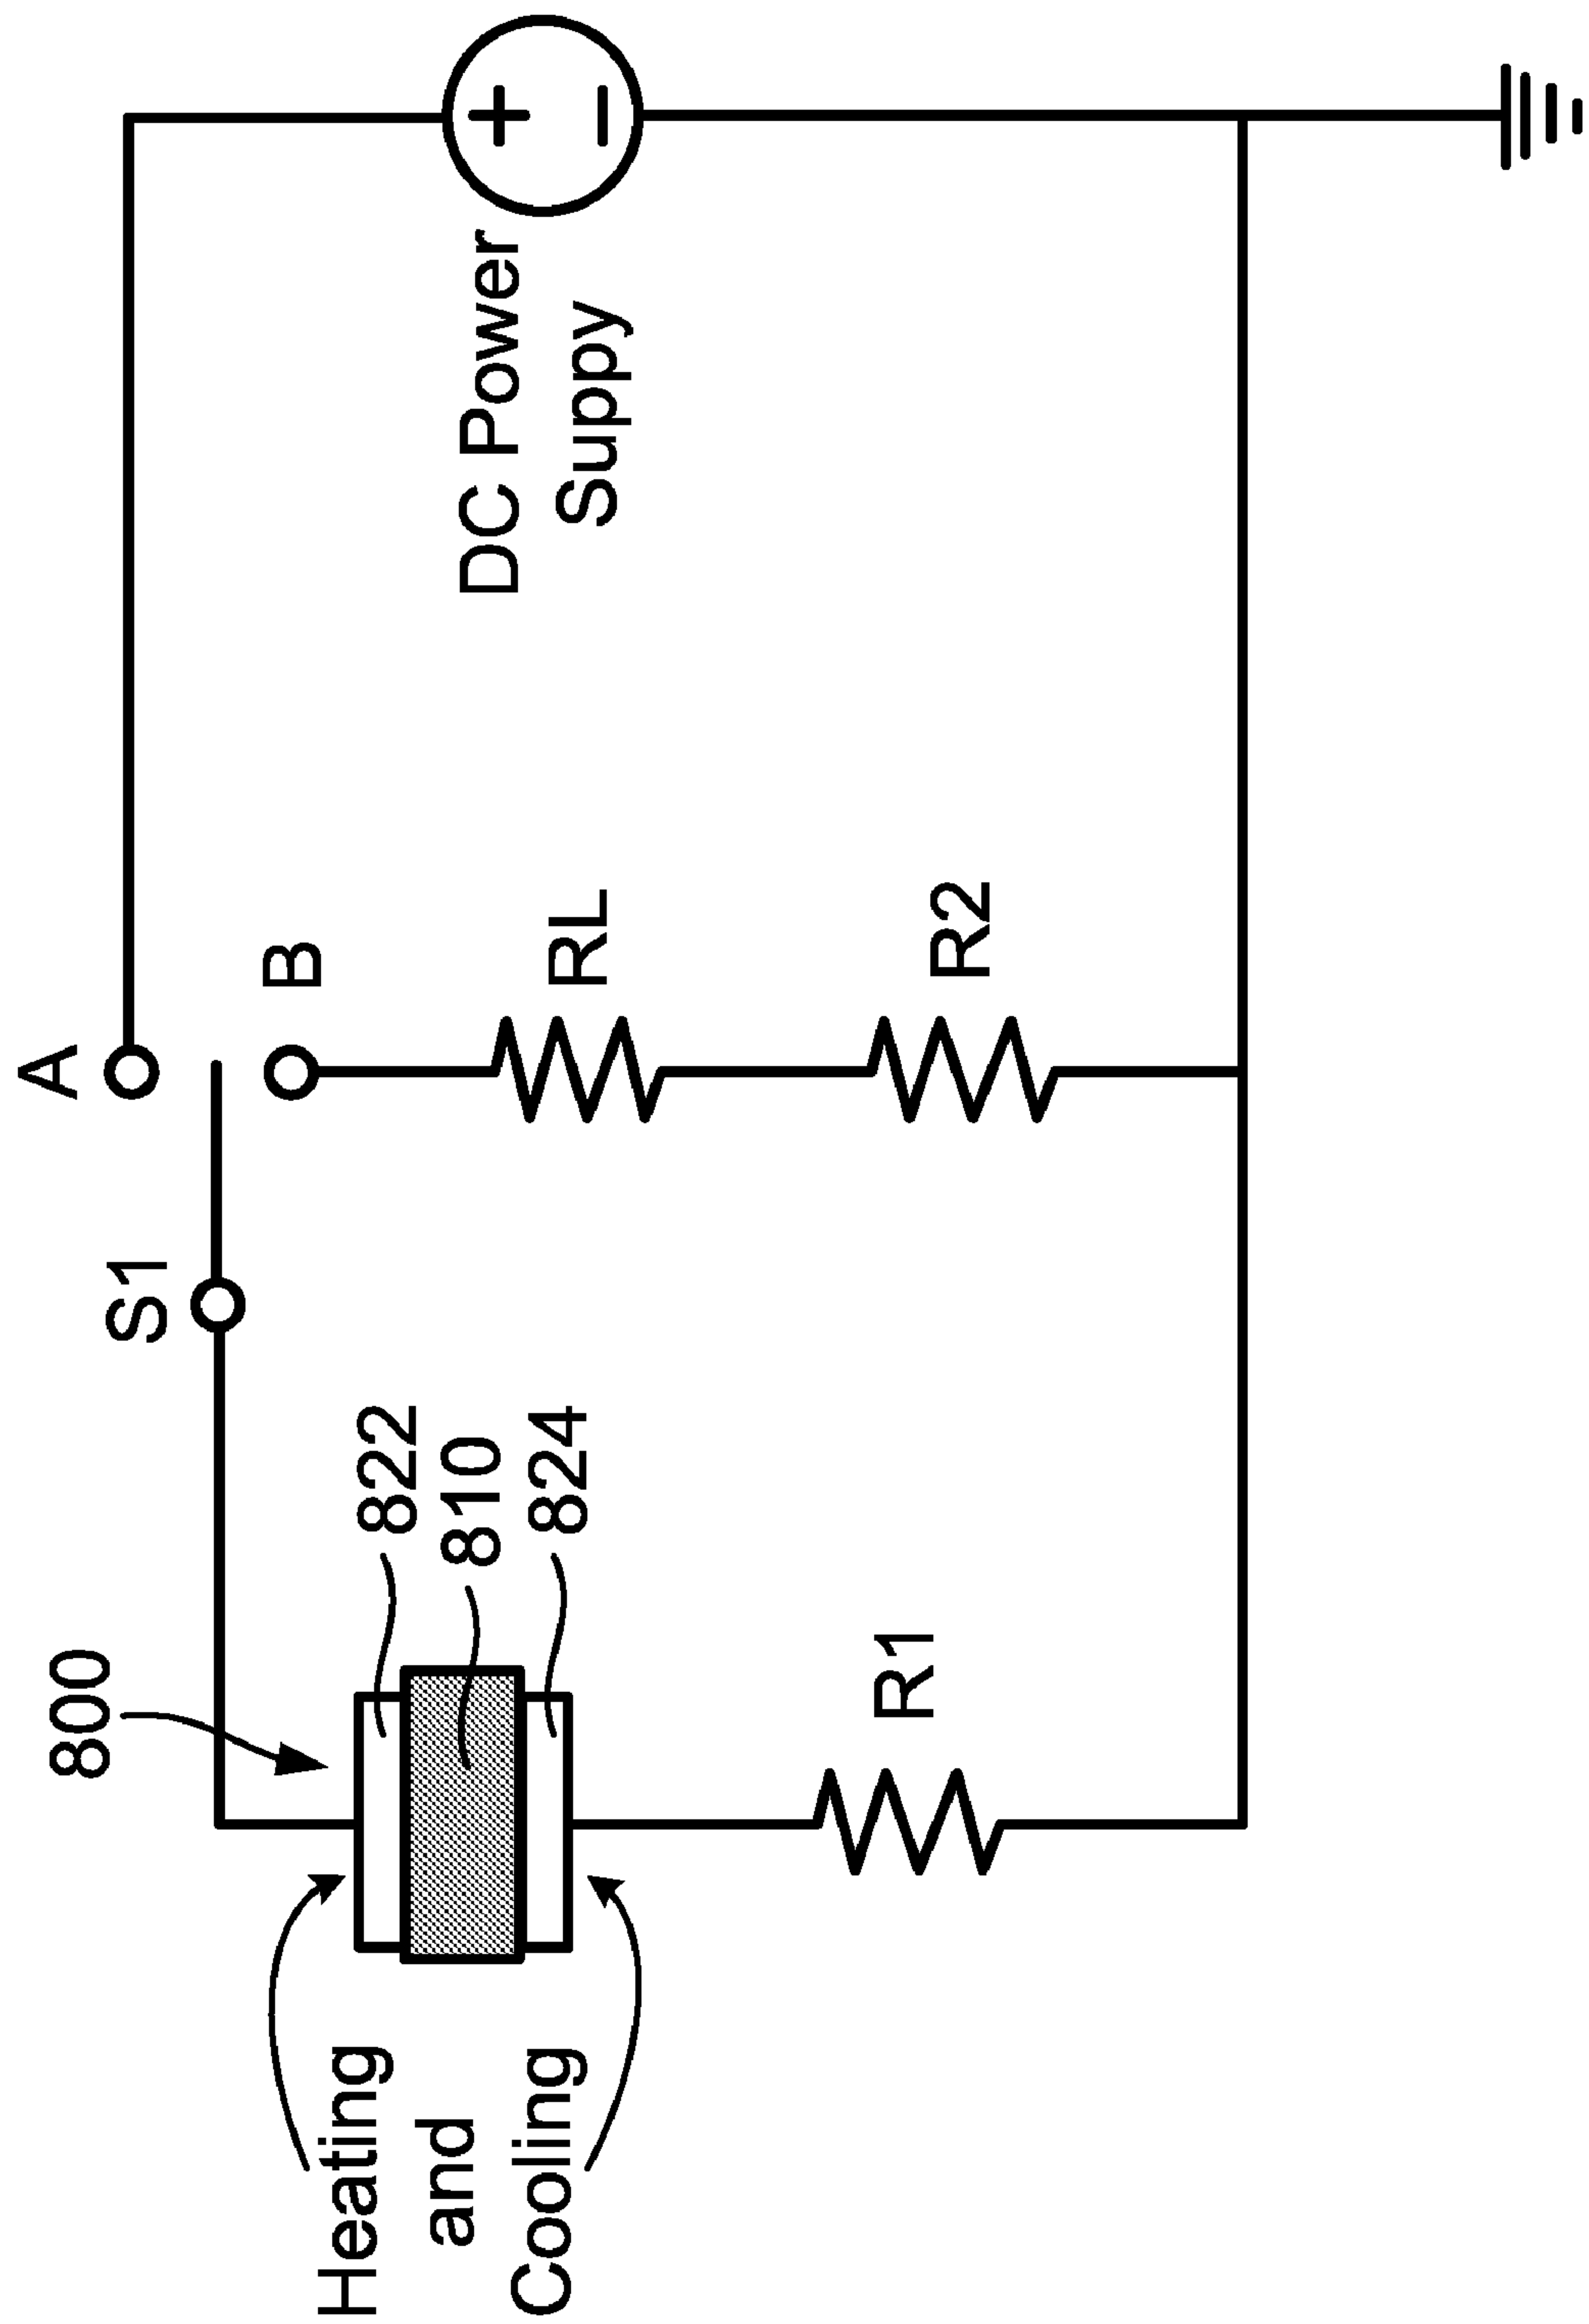 800
S1
A
B
822
810
824
Heating
and
Cooling
DC Power
Suppy
RL
R1
R2
+
−